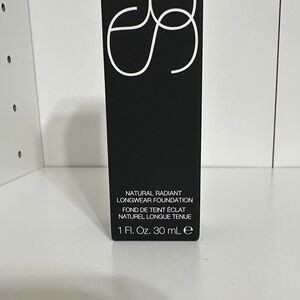 NATURAL RADIANT
LONGWEAR FOUNDATION
FOND DE TEINT ÉCLAT
NATUREL LONGUE TENUE
1 Fl. Oz. 30 mL ℮